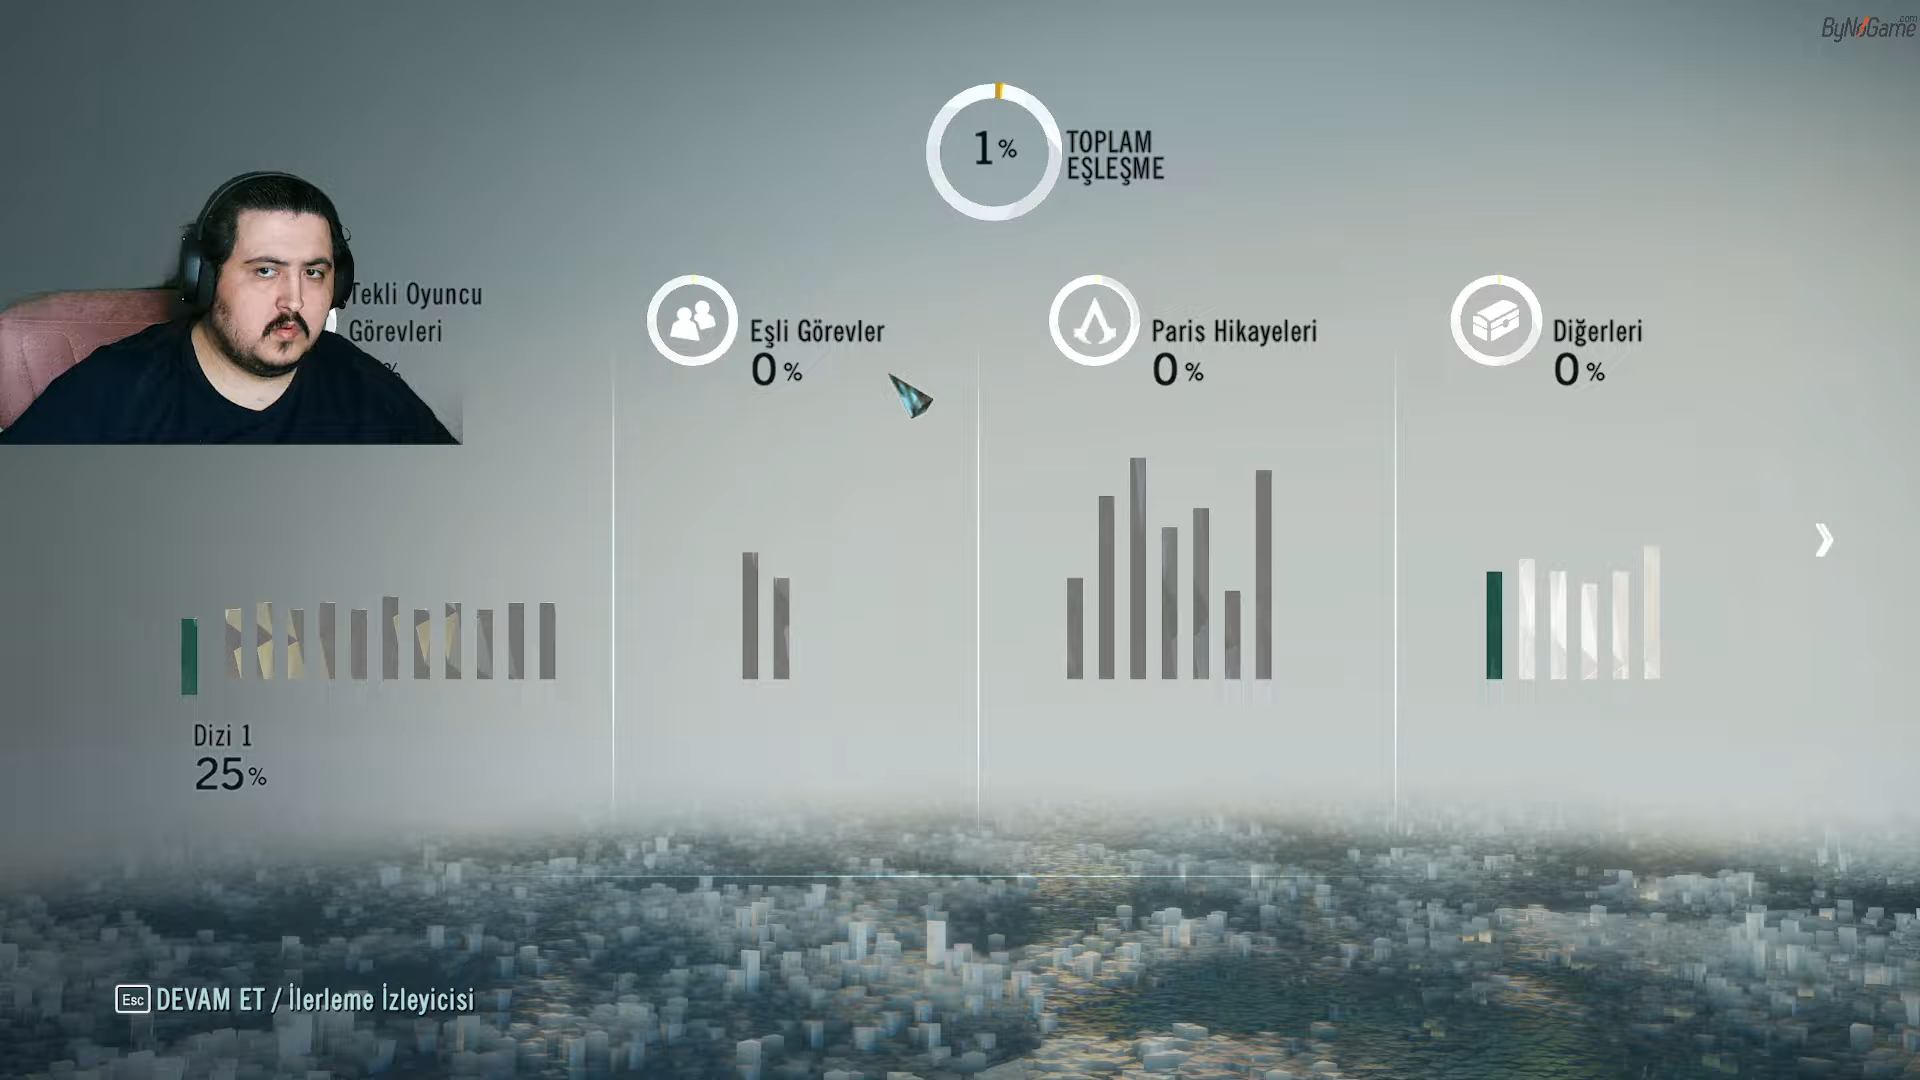 ByNoGame.com
1%
TOPLAM
EŞLEŞME
Tekli Oyuncu
Görevleri
%
Eşli Görevler
0 %
Paris Hikayeleri
0 %
Diğerleri
0 %
Dizi 1
25%
Esc DEVAM ET / İlerleme İzleyicisi